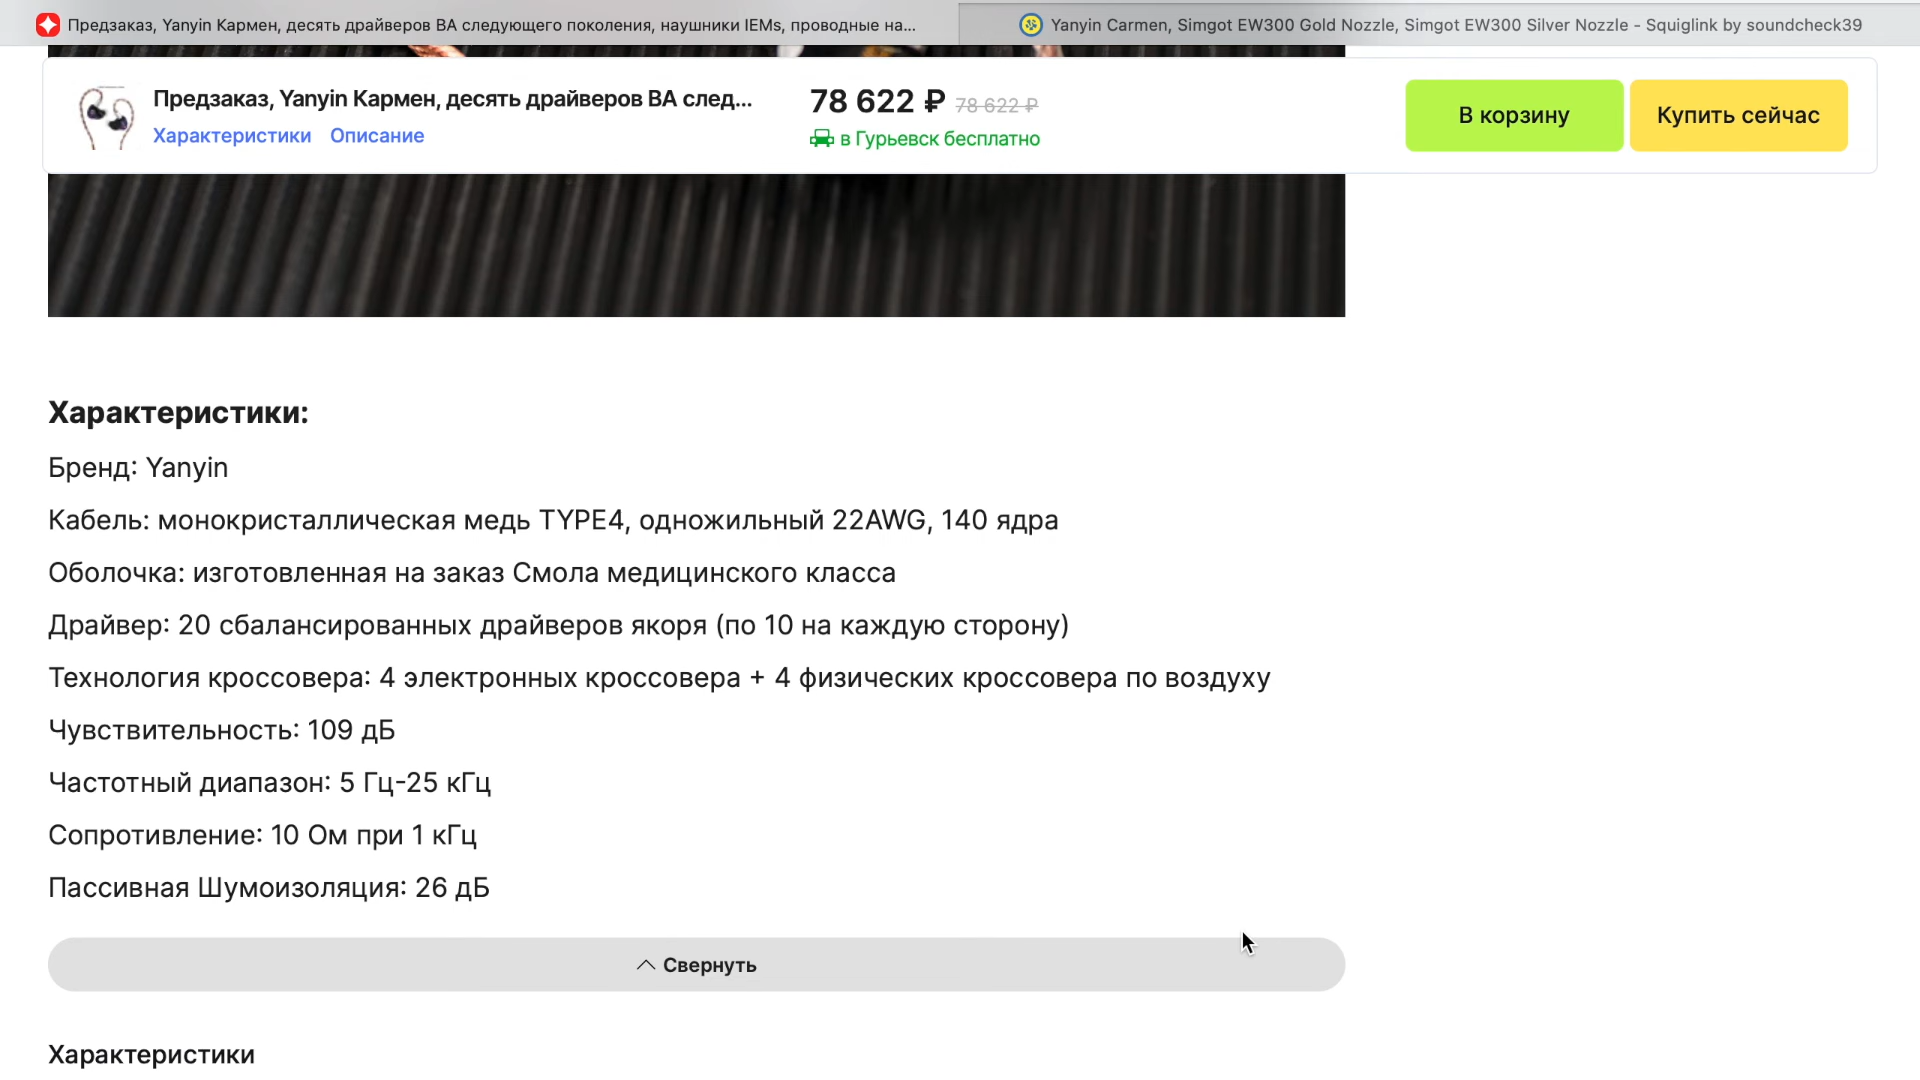 Предзаказ, Yanyin Кармен, десять драйверов BA следующего поколения, наушники IEMs, проводные на...
Yanyin Carmen, Simgot EW300 Gold Nozzle, Simgot EW300 Silver Nozzle - Squiglink by soundcheck39
Предзаказ, Yanyin Кармен, десять драйверов BA след...
Характеристики Описание
78 622 ₽ 78 622 ₽
в Гурьевск бесплатно
В корзину
Купить сейчас
Характеристики:
Бренд: Yanyin
Кабель: монокристаллическая медь TYPE4, одножильный 22AWG, 140 ядра
Оболочка: изготовленная на заказ Смола медицинского класса
Драйвер: 20 сбалансированных драйверов якоря (по 10 на каждую сторону)
Технология кроссовера: 4 электронных кроссовера + 4 физических кроссовера по воздуху
Чувствительность: 109 дБ
Частотный диапазон: 5 Гц-25 кГц
Сопротивление: 10 Ом при 1 кГц
Пассивная Шумоизоляция: 26 дБ
Свернуть
Характеристики